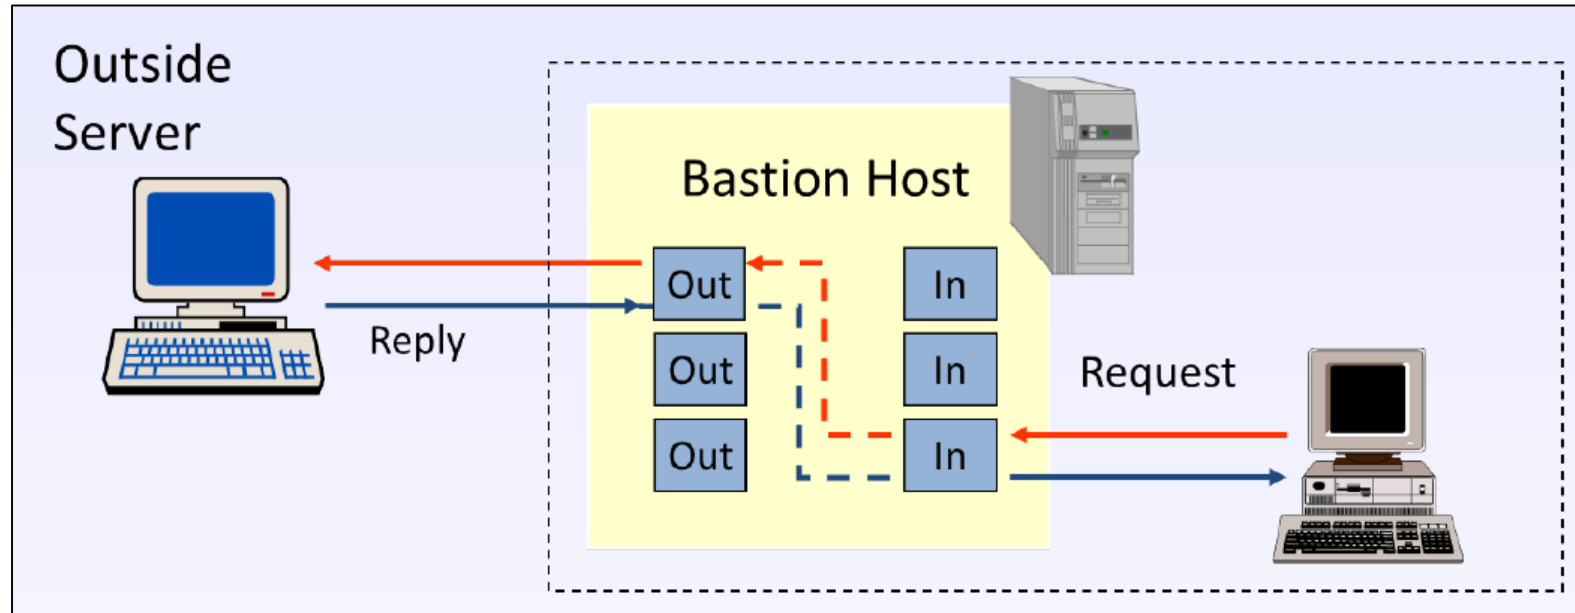 Outside
Server
Bastion Host
Out
In
Reply
Out
In
Request
Out
In